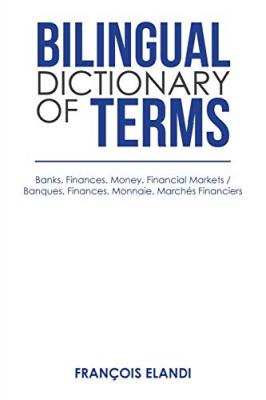 BILINGUAL
DICTIONARY
OF TERMS
Banks. Finances. Money. Financial Markets /
Banques. Finances. Monnaie. Marchés Financiers
FRANÇOIS ELANDI